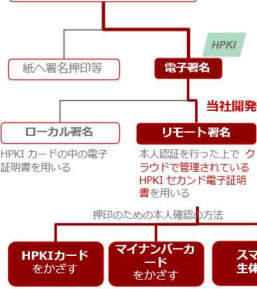 HPKI
紙へ署名押印等
電子署名
当社開発
ローカル署名
リモート署名
HPKI カードの中の電子
証明書を用いる
本人認証を行った上で ク
ラウドで管理されている
HPKI セカンド電子証明
書を用いる
押印のための本人確認の方法
HPKIカード
をかざす
マイナンバーカ
ード
をかざす
スマ
生体